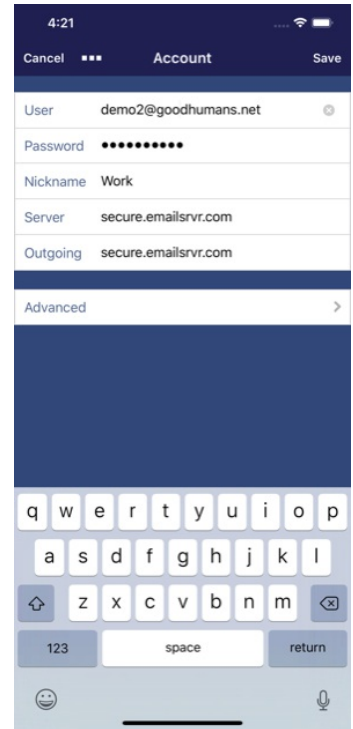 4:21
Cancel ••• Account Save
User demo2@goodhumans.net
Password ••••••••••
Nickname Work
Server secure.emailsrvr.com
Outgoing secure.emailsrvr.com
Advanced >
q w e r t y u i o p
a s d f g h j k l
z x c v b n m
123 space return